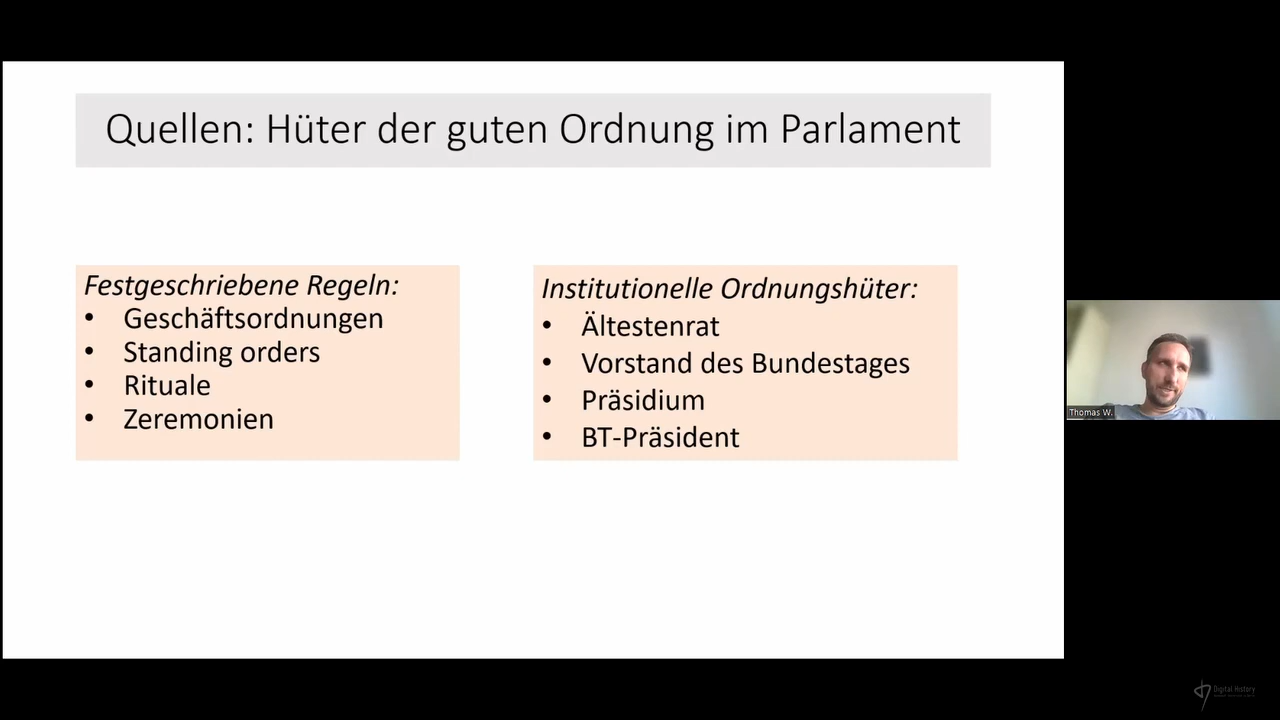 Quellen: Hüter der guten Ordnung im Parlament
Festgeschriebene Regeln:
• Geschäftsordnungen
• Standing orders
• Rituale
• Zeremonien
Institutionelle Ordnungshüter:
• Ältestenrat
• Vorstand des Bundestages
• Präsidium
• BT-Präsident
Thomas W.
Digital History